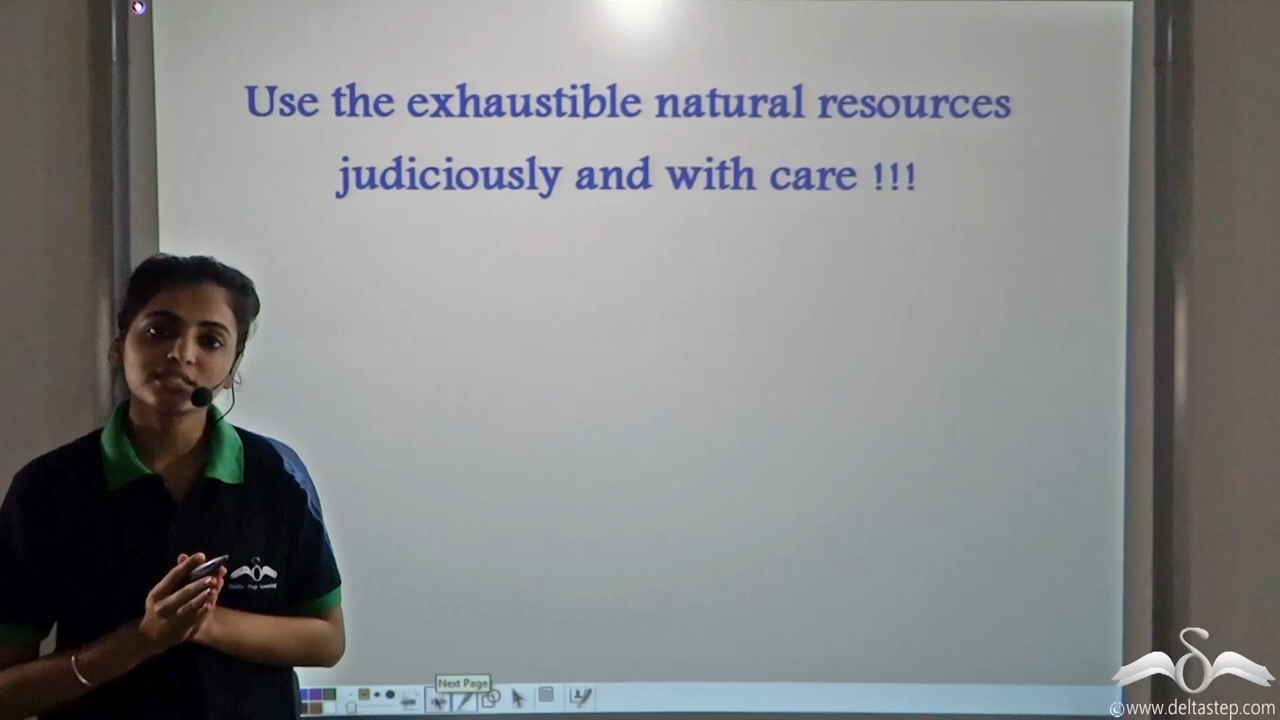 Use the exhaustible natural resources
judiciously and with care !!!
Next Page
©www.deltastep.com